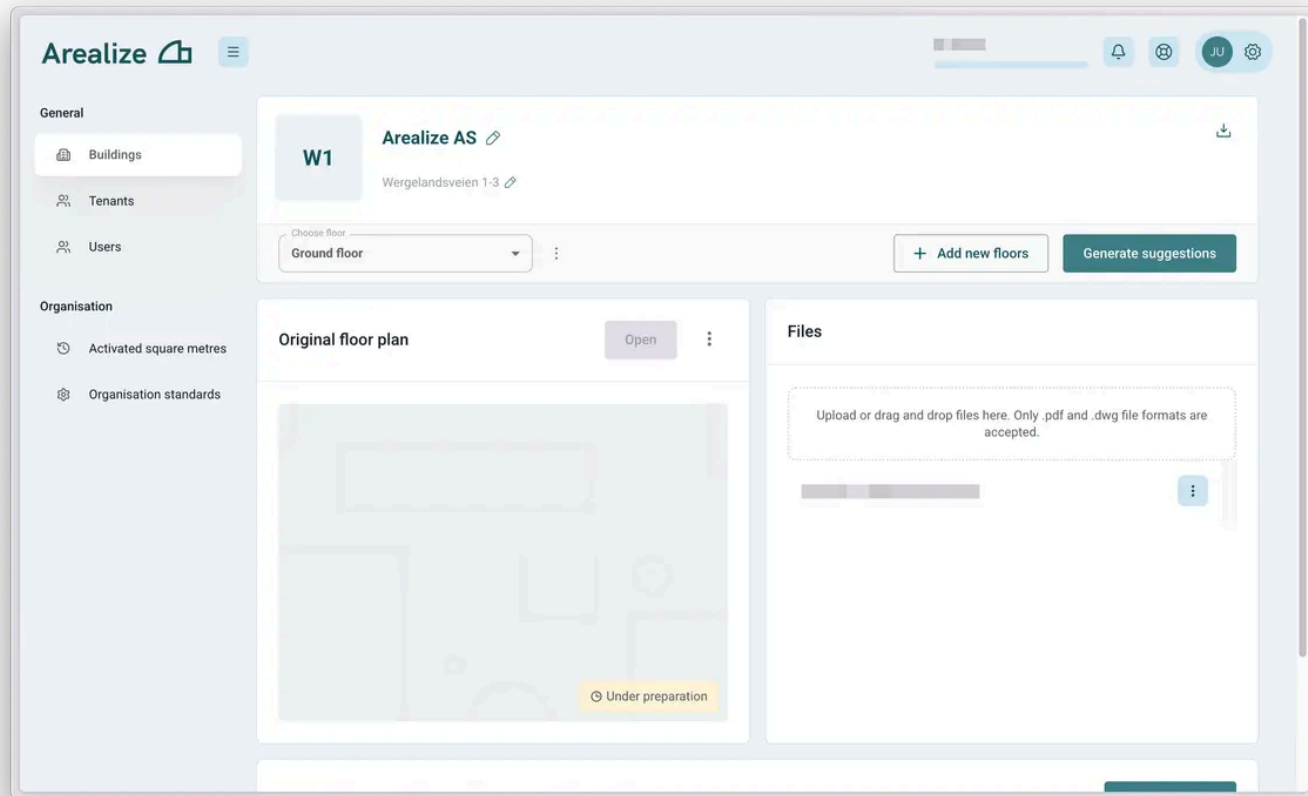 Arealize
JU
General
Buildings
Tenants
Users
Organisation
Activated square metres
Organisation standards
W1
Arealize AS
Wergelandsveien 1-3
Choose floor
Ground floor
Add new floors
Generate suggestions
Original floor plan
Open
Under preparation
Files
Upload or drag and drop files here. Only .pdf and .dwg file formats are
accepted.